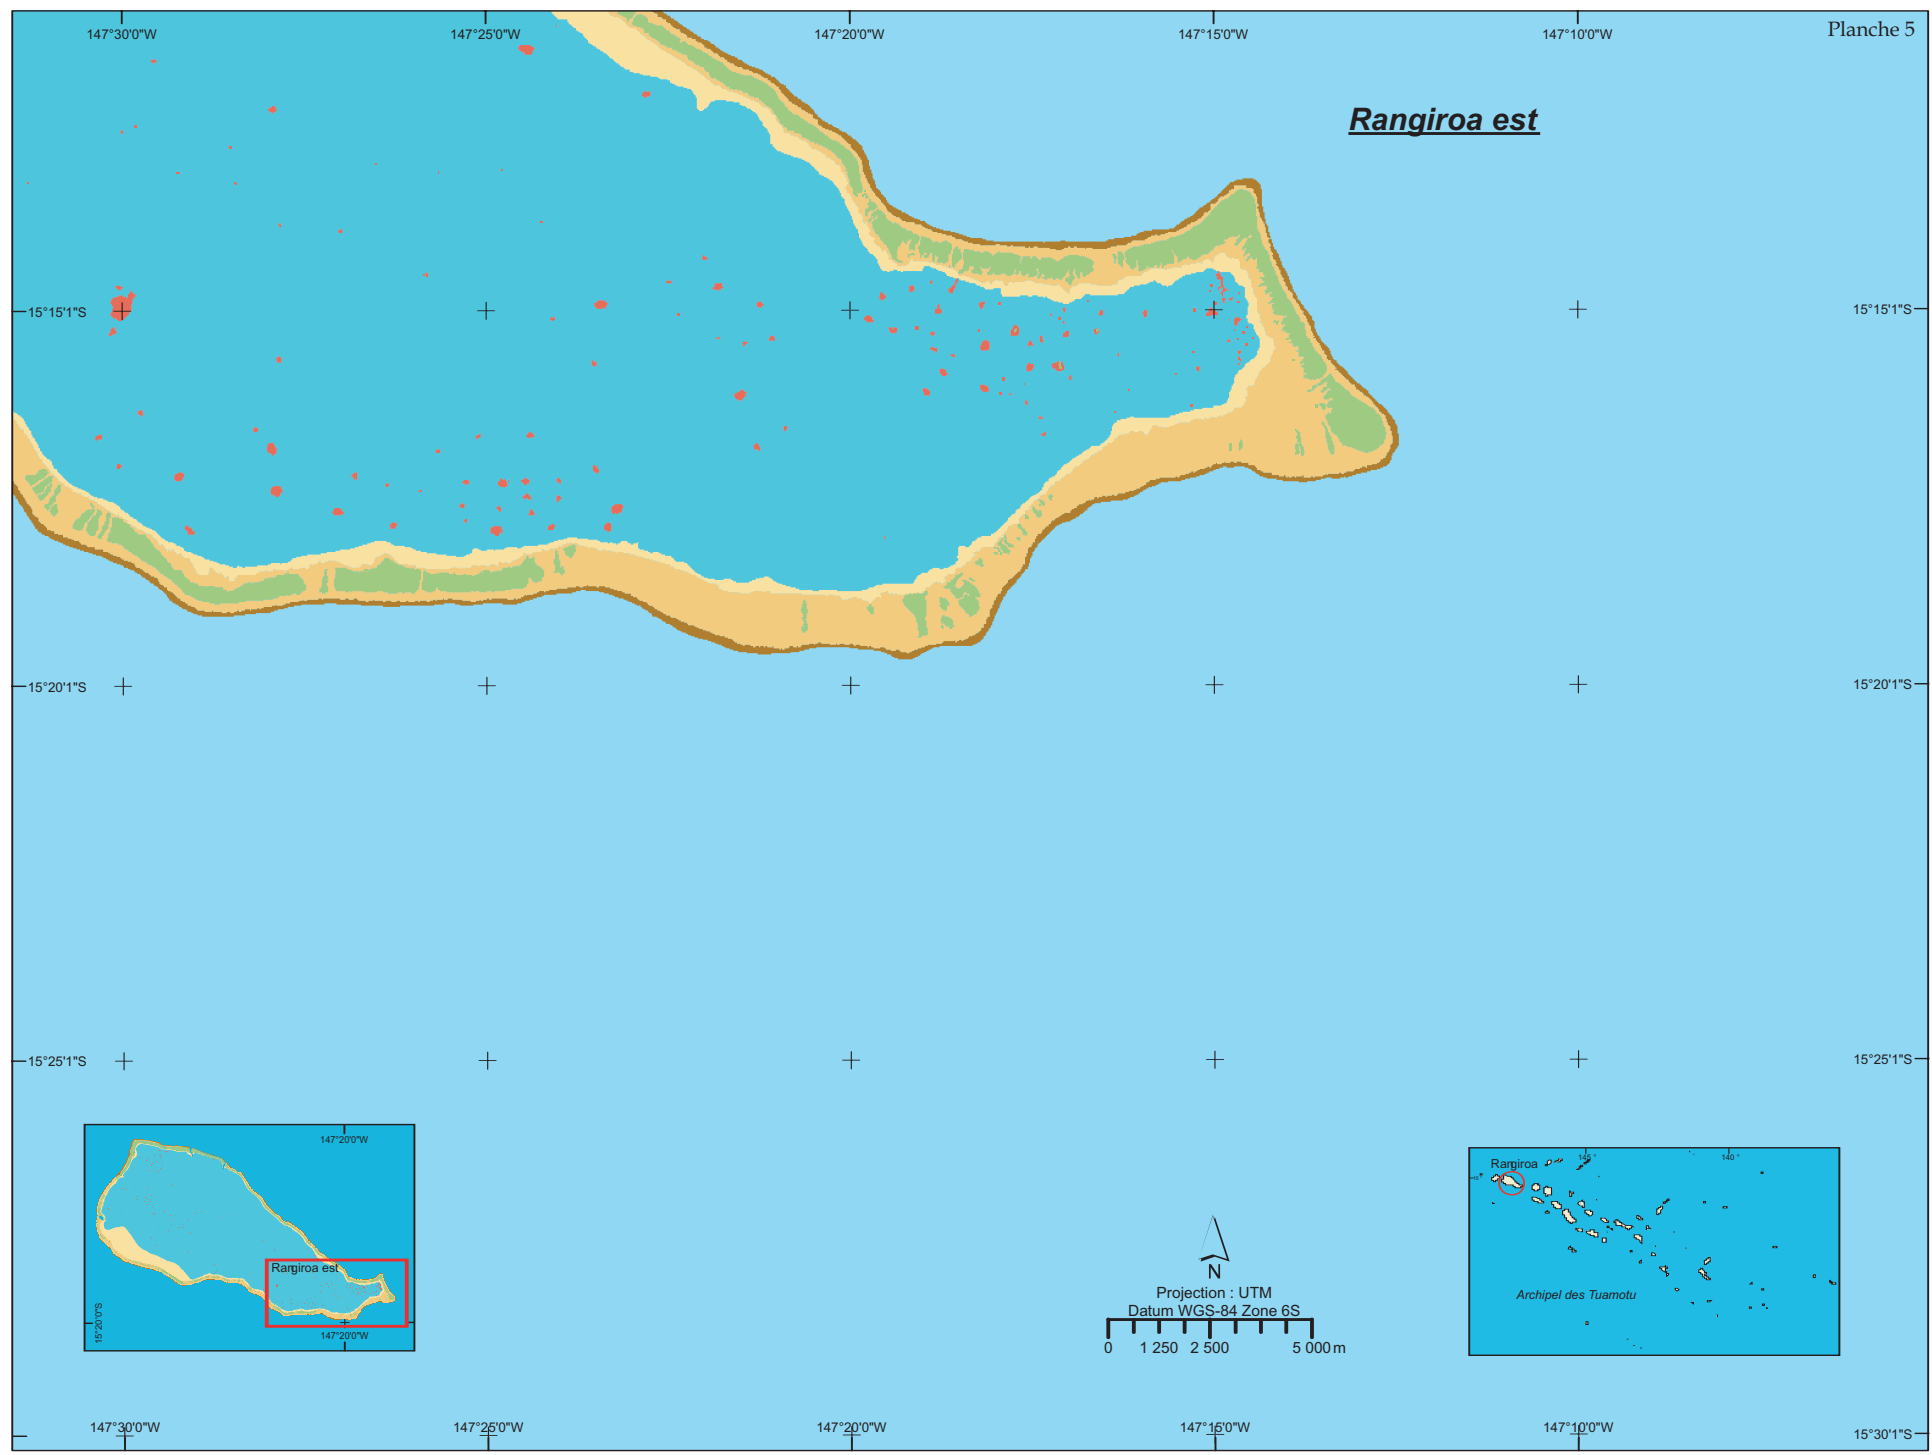 147°30'0"W 147°25'0"W 147°20'0"W 147°15'0"W 147°10'0"W Planche 5
Rangiroa est
15°15'1"S 15°15'1"S
15°20'1"S 15°20'1"S
15°25'1"S 15°25'1"S
147°20'0"W
Rangiroa est
15°20'0"S
147°20'0"W
N
Projection : UTM
Datum WGS-84 Zone 6S
0 1 250 2 500 5 000 m
145° 140°
Rangiroa
Archipel des Tuamotu
147°30'0"W 147°25'0"W 147°20'0"W 147°15'0"W 147°10'0"W
15°30'1"S